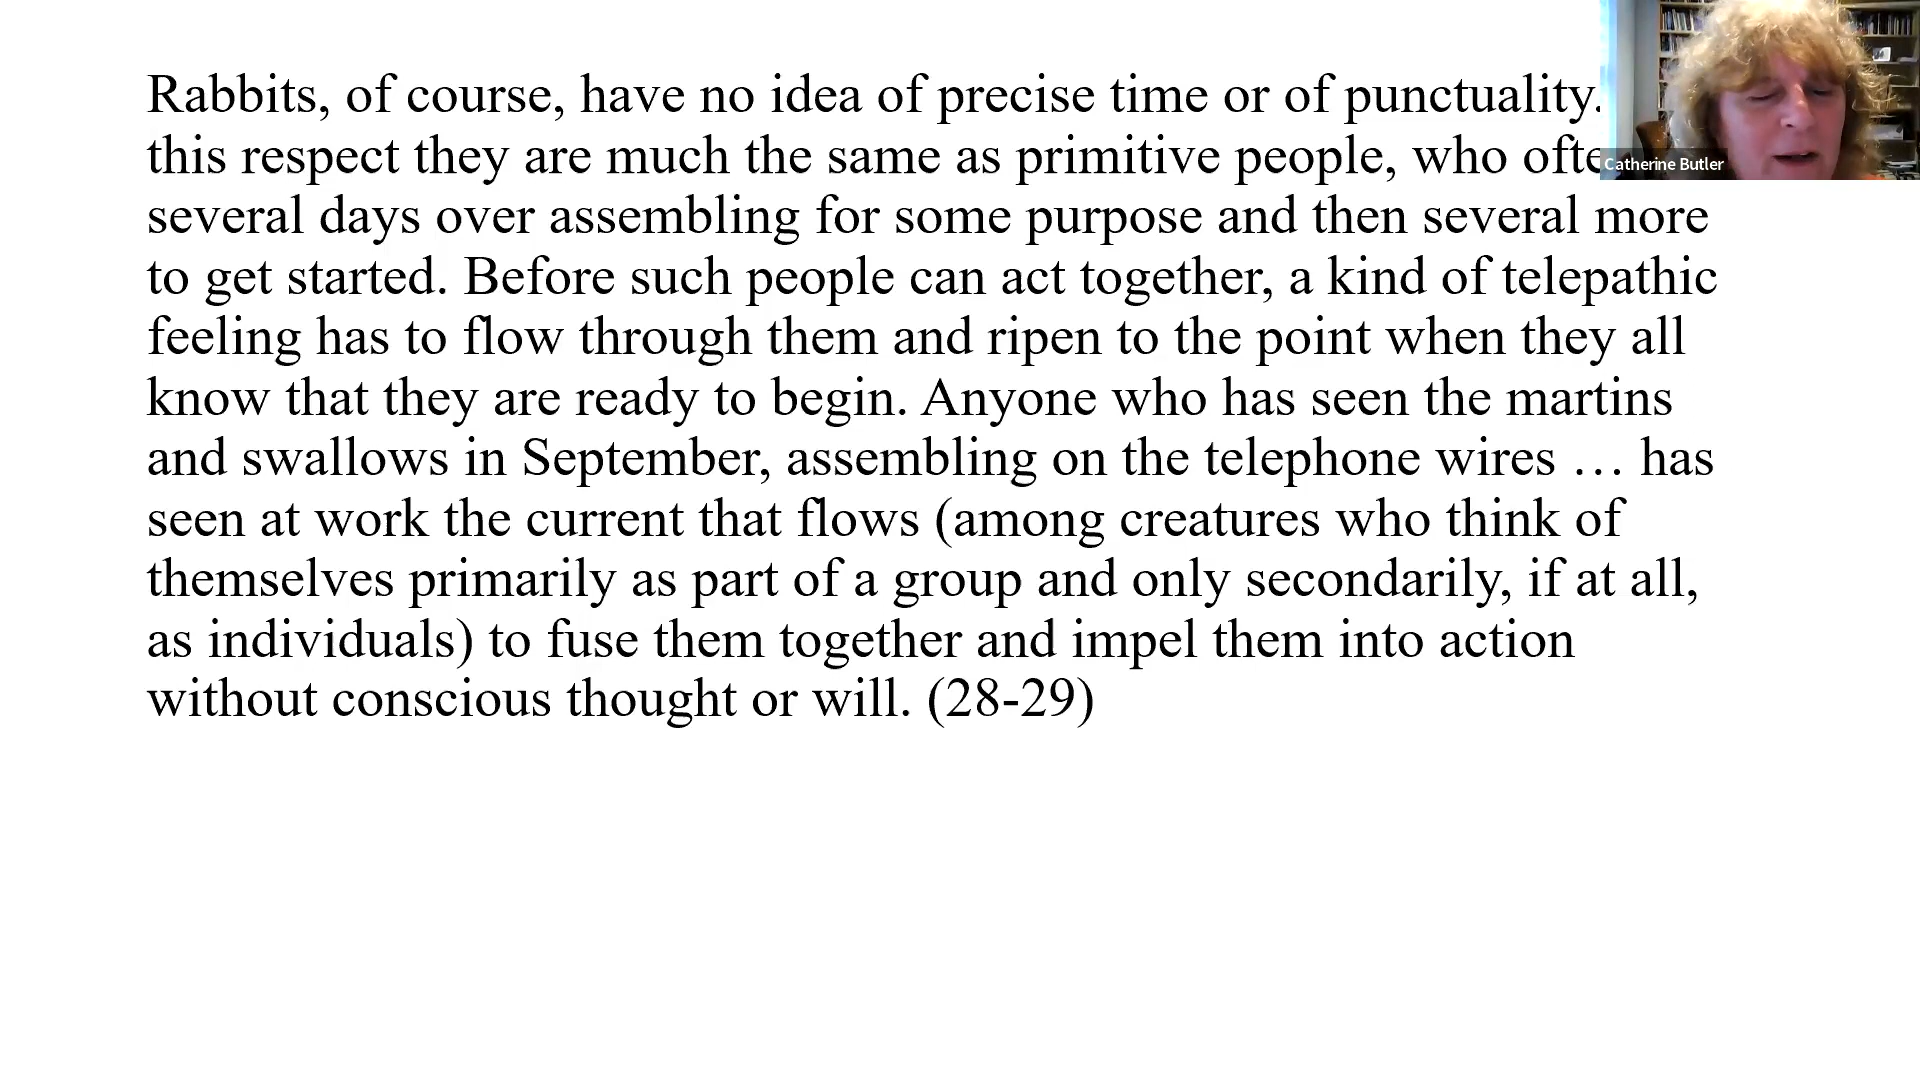 Rabbits, of course, have no idea of precise time or of punctuality.
this respect they are much the same as primitive people, who
several days over assembling for some purpose and then several more
to get started. Before such people can act together, a kind of telepathic
feeling has to flow through them and ripen to the point when they all
know that they are ready to begin. Anyone who has seen the martins
and swallows in September, assembling on the telephone wires … has
seen at work the current that flows (among creatures who think of
themselves primarily as part of a group and only secondarily, if at all,
as individuals) to fuse them together and impel them into action
without conscious thought or will. (28-29)
Catherine Butler